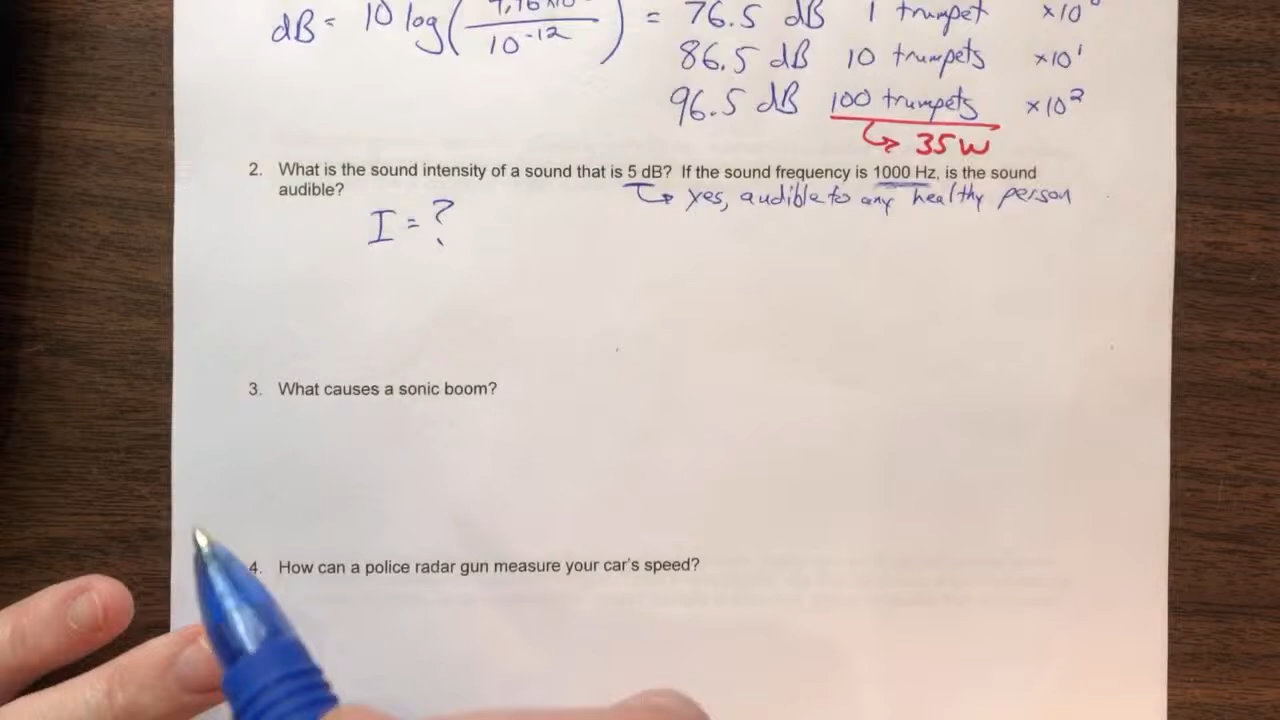 dB = 10 log( / 10⁻¹² ) = 76.5 dB 1 trumpet ×10⁰
86.5 dB 10 trumpets ×10¹
96.5 dB 100 trumpets ×10²
↳ 35W
2. What is the sound intensity of a sound that is 5 dB? If the sound frequency is 1000 Hz, is the sound
audible?
↳ yes, audible to any healthy person
I = ?
3. What causes a sonic boom?
4. How can a police radar gun measure your car's speed?